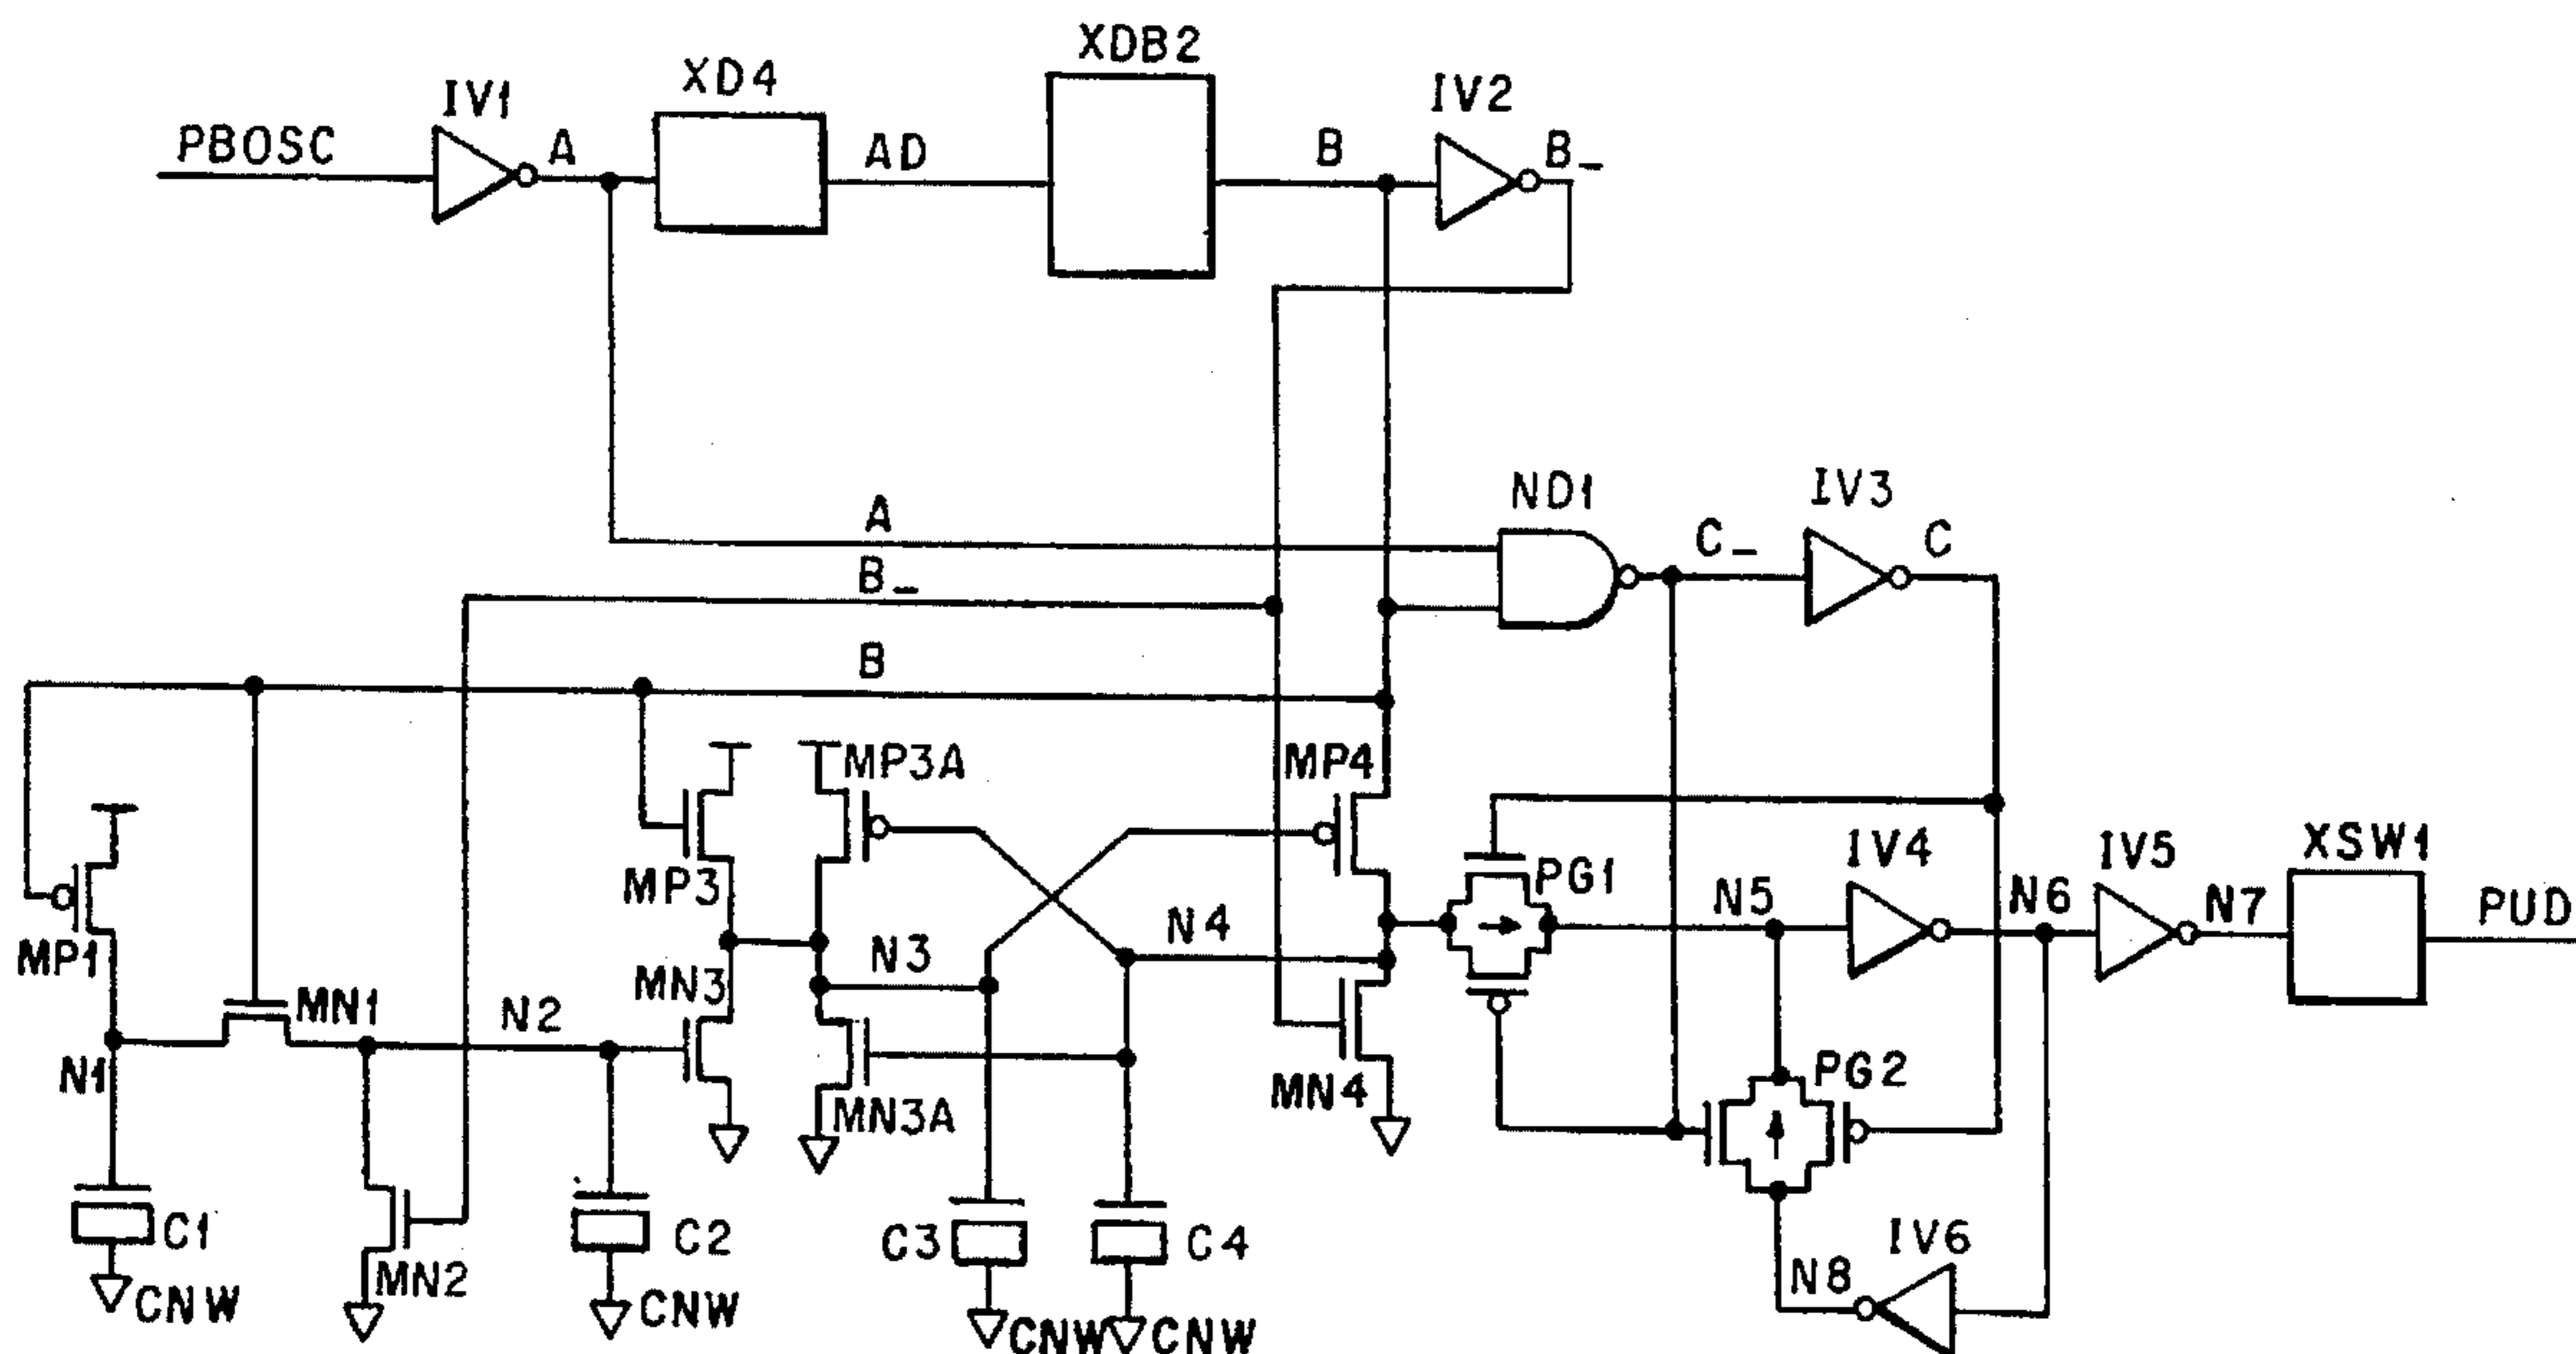 XDB2
XD4
IV1
IV2
PBOSC
A
AD
B
B_
ND1
IV3
A
C_
C
B_
B
MP3A
MP4
IV4
IV5
XSW1
MP3
PG1
N5
N6
N7
PUD
MP1
N3
N4
MN3
MN1
N2
N1
MN3A
MN4
PG2
C1
C2
C3
C4
IV6
MN2
N8
CNW
CNW
CNW
CNW